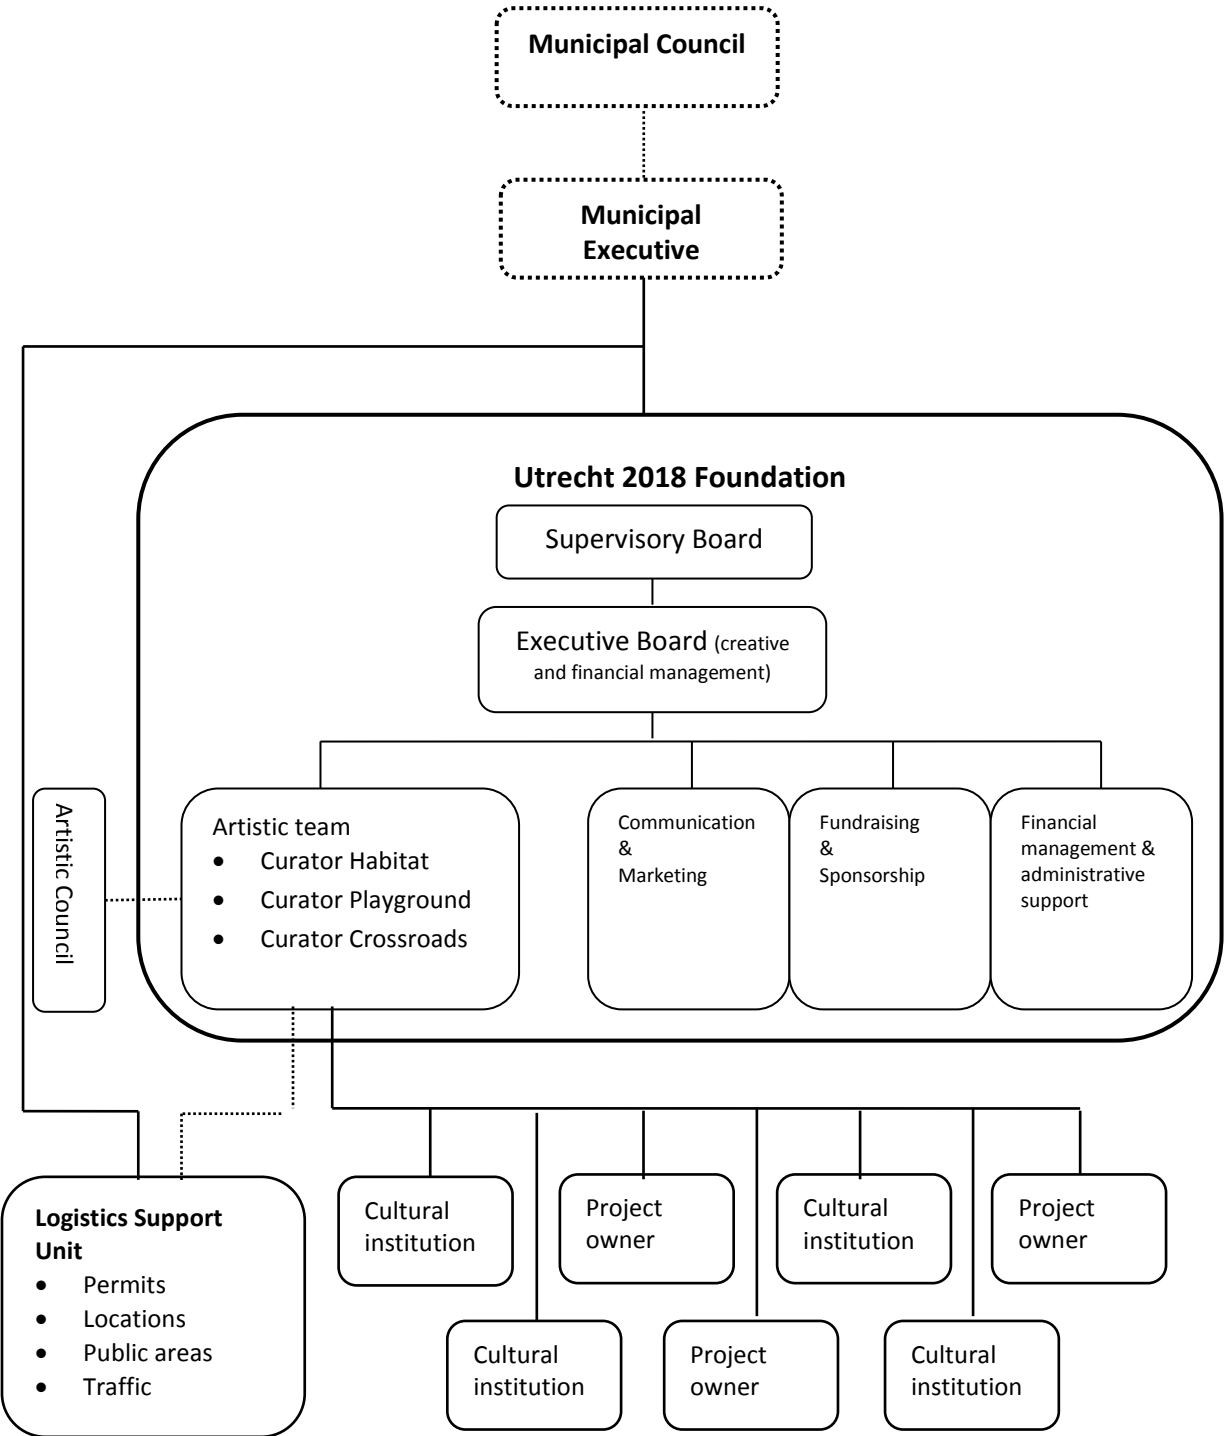 Municipal Council
Municipal
Executive
Utrecht 2018 Foundation
Supervisory Board
Executive Board (creative
and financial management)
Artistic Council
Artistic team
• Curator Habitat
• Curator Playground
• Curator Crossroads
Communication
&
Marketing
Fundraising
&
Sponsorship
Financial
management &
administrative
support
Logistics Support
Unit
• Permits
• Locations
• Public areas
• Traffic
Cultural
institution
Project
owner
Cultural
institution
Project
owner
Cultural
institution
Project
owner
Cultural
institution